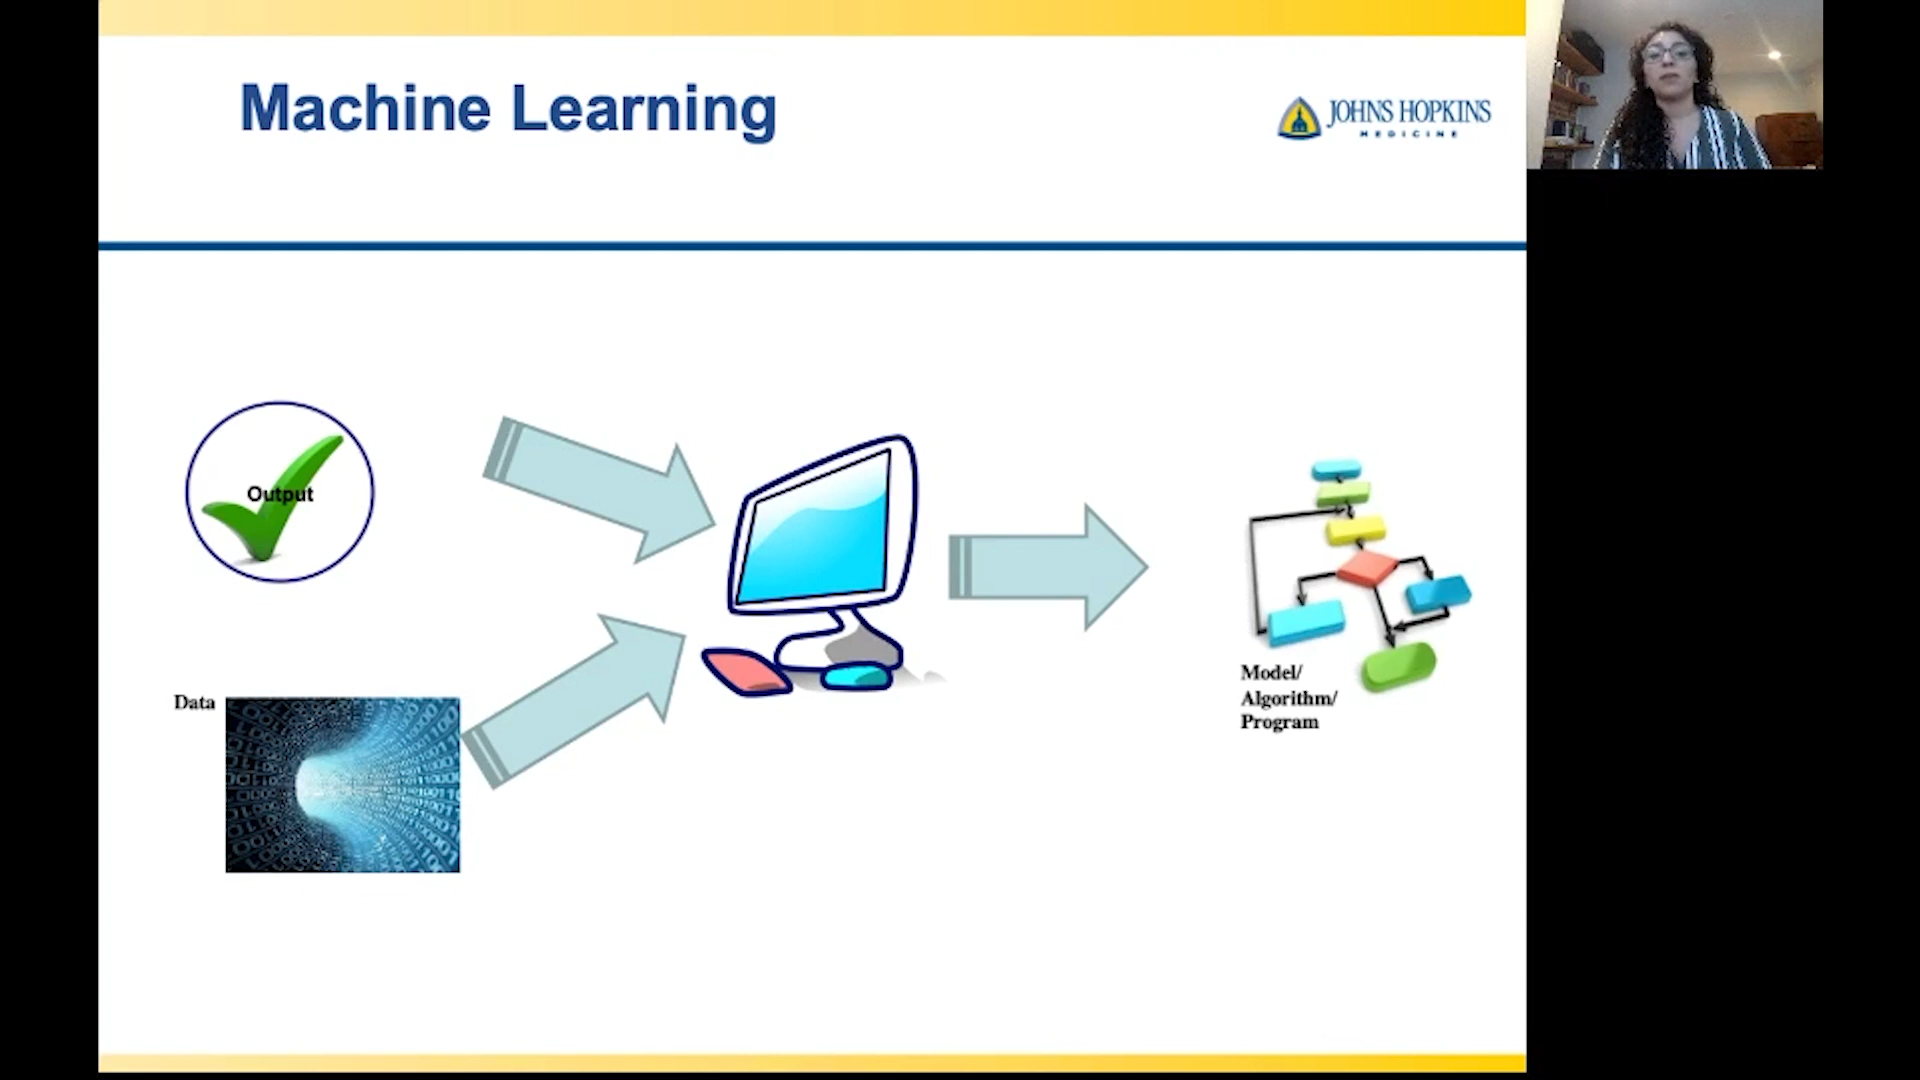 Machine Learning
JOHNS HOPKINS
MEDICINE
Output
Data
Model/
Algorithm/
Program